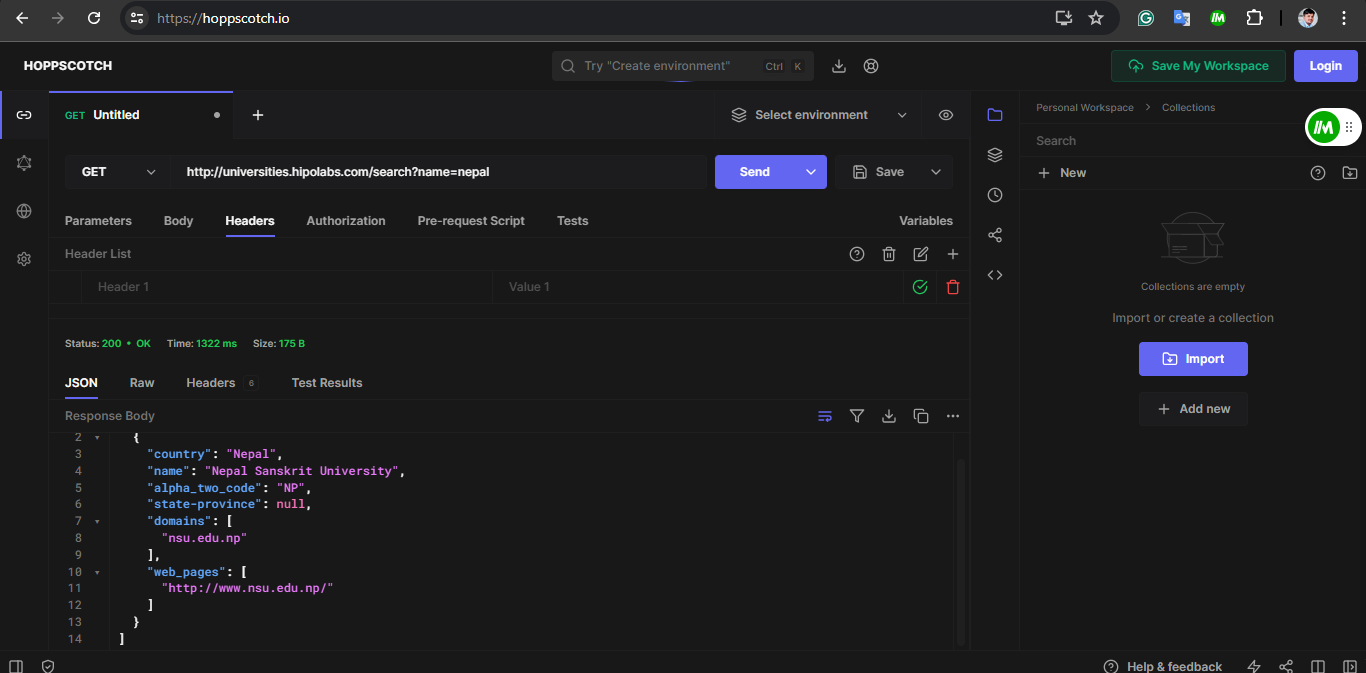 https://hoppscotch.io
HOPPSCOTCH
Try "Create environment"
Ctrl K
Save My Workspace
Login
GET Untitled
Select environment
GET
http://universities.hipolabs.com/search?name=nepal
Send
Save
Parameters Body Headers Authorization Pre-request Script Tests Variables
Header List
Header 1 Value 1
Status: 200 • OK Time: 1322 ms Size: 175 B
JSON Raw Headers 6 Test Results
Response Body
2 {
3 "country": "Nepal",
4 "name": "Nepal Sanskrit University",
5 "alpha_two_code": "NP",
6 "state-province": null,
7 "domains": [
8 "nsu.edu.np"
9 ],
10 "web_pages": [
11 "http://www.nsu.edu.np/"
12 ]
13 }
14 ]
Personal Workspace > Collections
Search
New
Collections are empty
Import or create a collection
Import
Add new
Help & feedback